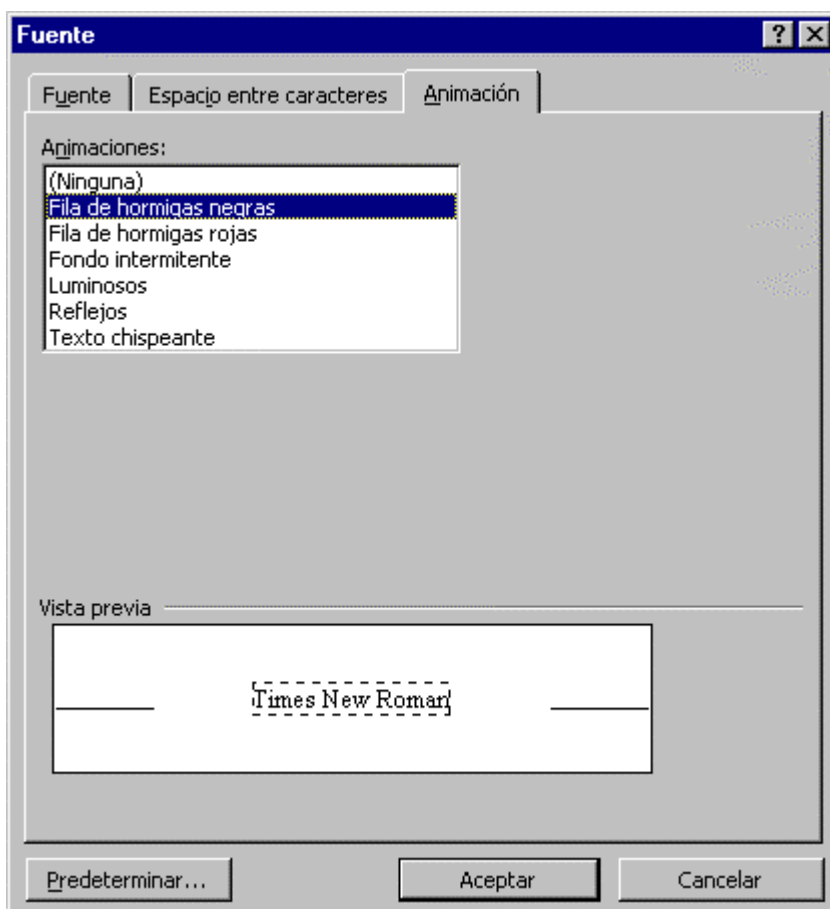 Fuente
Fuente Espacio entre caracteres Animación
Animaciones:
(Ninguna)
Fila de hormigas negras
Fila de hormigas rojas
Fondo intermitente
Luminosos
Reflejos
Texto chispeante
Vista previa
Times New Roman
Predeterminar... Aceptar Cancelar